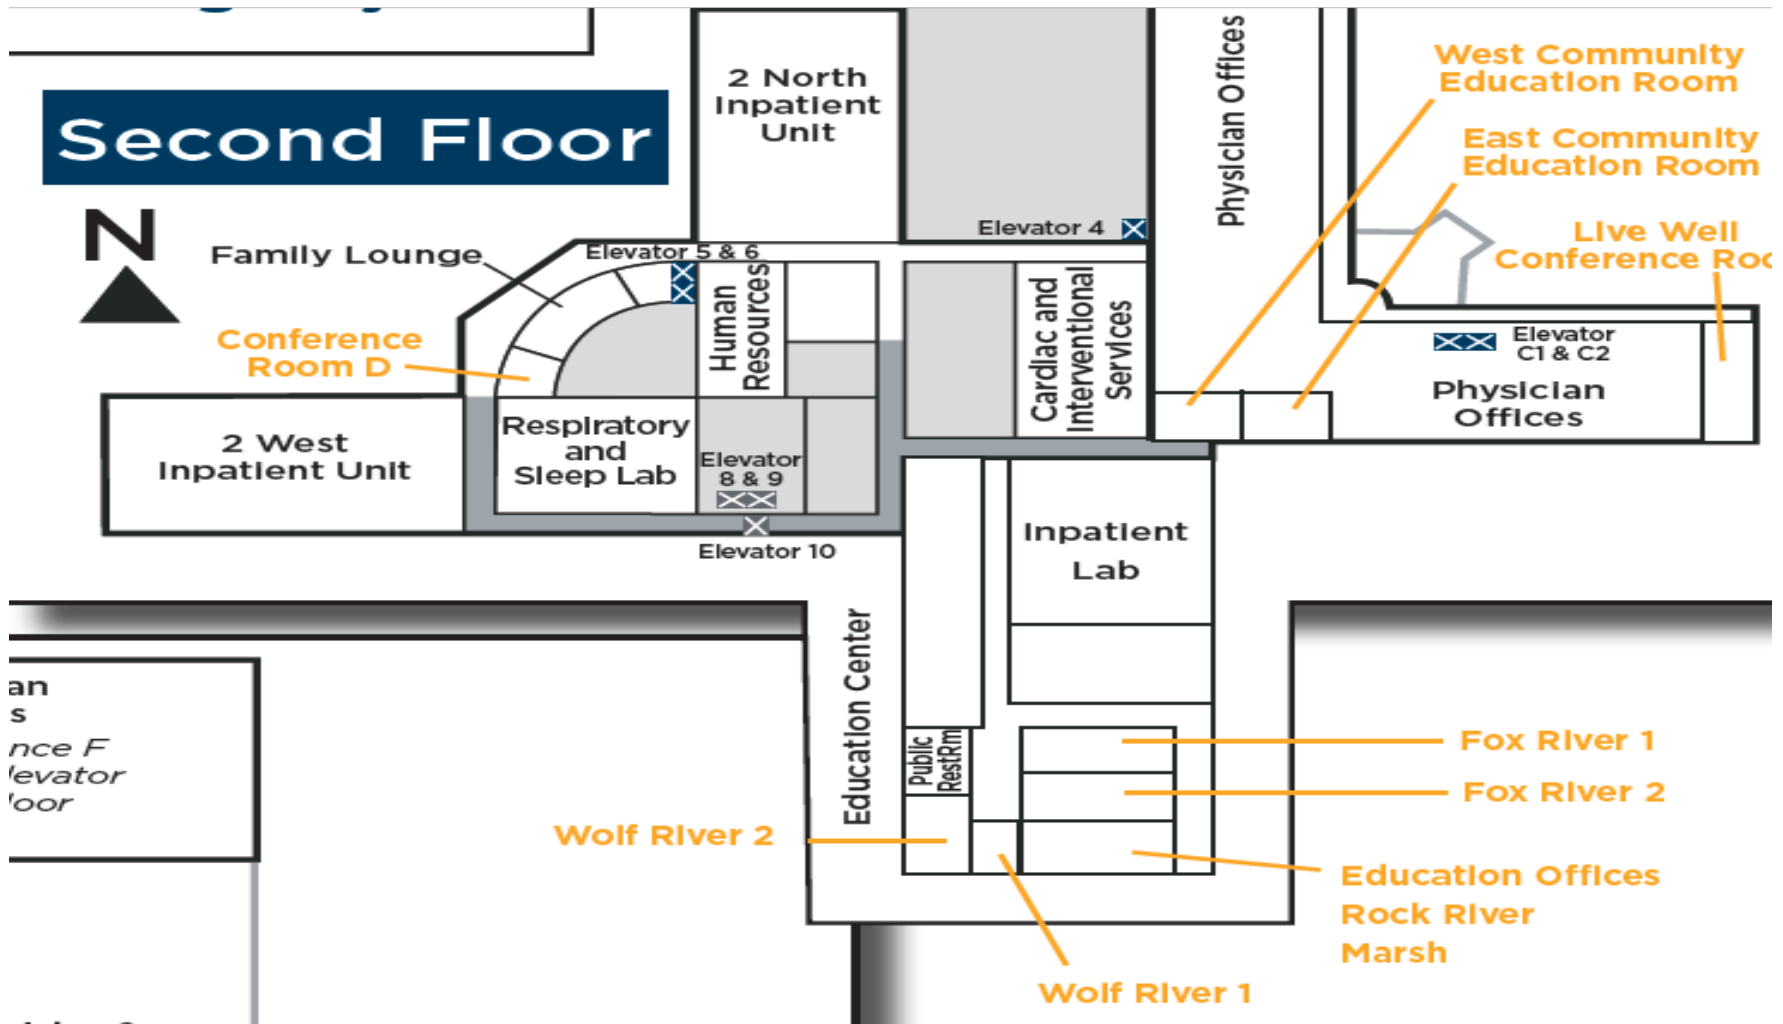 Second Floor
N
2 North
Inpatient
Unit
Elevator 4
Physician Offices
West Community
Education Room
East Community
Education Room
Live Well
Conference
Family Lounge
Elevator 5 & 6
Conference
Room D
Human
Resources
Cardiac and
Interventional
Services
Elevator
C1 & C2
Physician
Offices
2 West
Inpatient Unit
Respiratory
and
Sleep Lab
Elevator
8 & 9
Elevator 10
Inpatient
Lab
Education Center
Public
RestRm
Fox River 1
Fox River 2
Wolf River 2
Education Offices
Rock River
Marsh
Wolf River 1
F